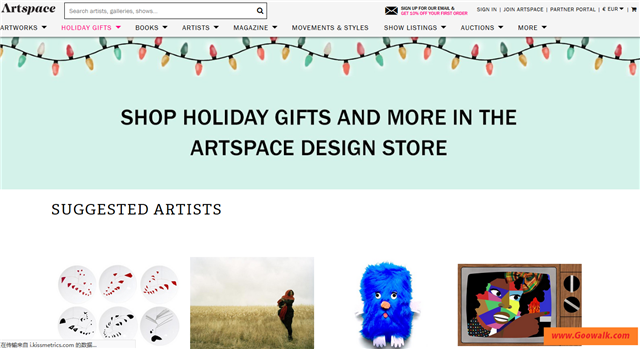 Artspace
Search artists, galleries, shows...
SIGN UP FOR OUR EMAIL &
GET 10% OFF YOUR FIRST ORDER
SIGN IN | JOIN ARTSPACE | PARTNER PORTAL | € EUR
ARTWORKS HOLIDAY GIFTS BOOKS ARTISTS MAGAZINE MOVEMENTS & STYLES SHOW LISTINGS AUCTIONS MORE
SHOP HOLIDAY GIFTS AND MORE IN THE
ARTSPACE DESIGN STORE
SUGGESTED ARTISTS
正在传输来自 i.kissmetrics.com 的数据...
www.Goowalk.com